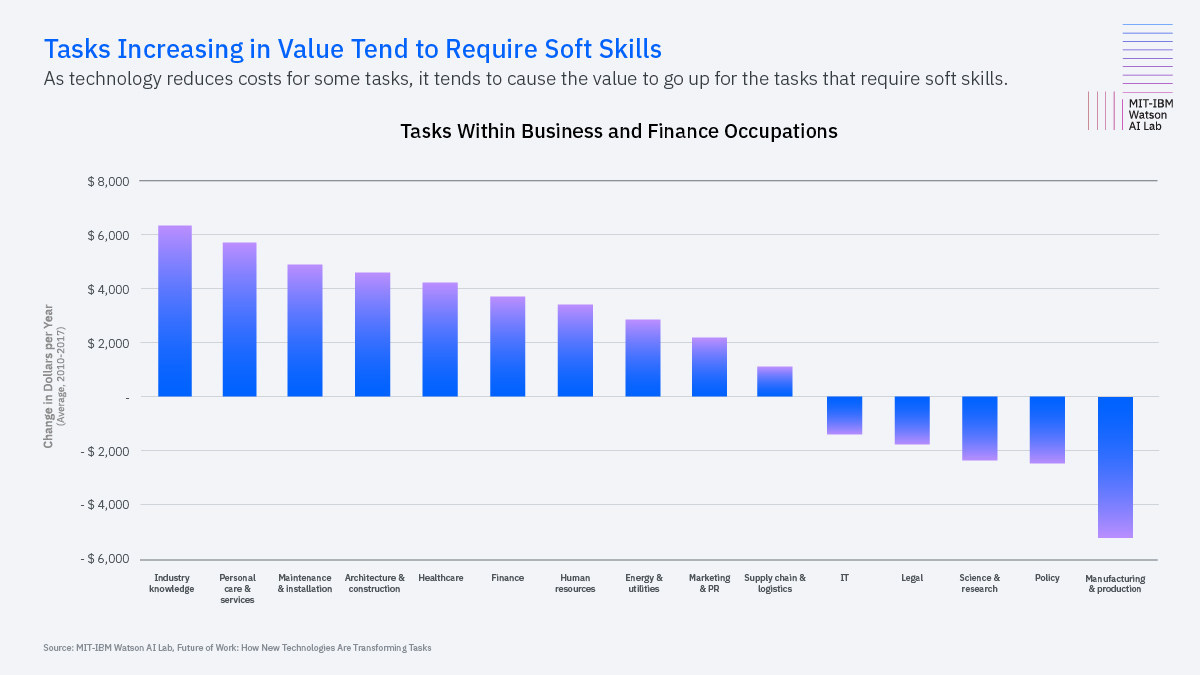 Tasks Increasing in Value Tend to Require Soft Skills
As technology reduces costs for some tasks, it tends to cause the value to go up for the tasks that require soft skills.
MIT-IBM
Watson
AI Lab
Tasks Within Business and Finance Occupations
Change in Dollars per Year
(Average, 2010-2017)
$ 8,000
$ 6,000
$ 4,000
$ 2,000
-
- $ 2,000
- $ 4,000
- $ 6,000
Industry
knowledge
Personal
care &
services
Maintenance
& installation
Architecture &
construction
Healthcare
Finance
Human
resources
Energy &
utilities
Marketing
& PR
Supply chain &
logistics
IT
Legal
Science &
research
Policy
Manufacturing
& production
Source: MIT-IBM Watson AI Lab, Future of Work: How New Technologies Are Transforming Tasks